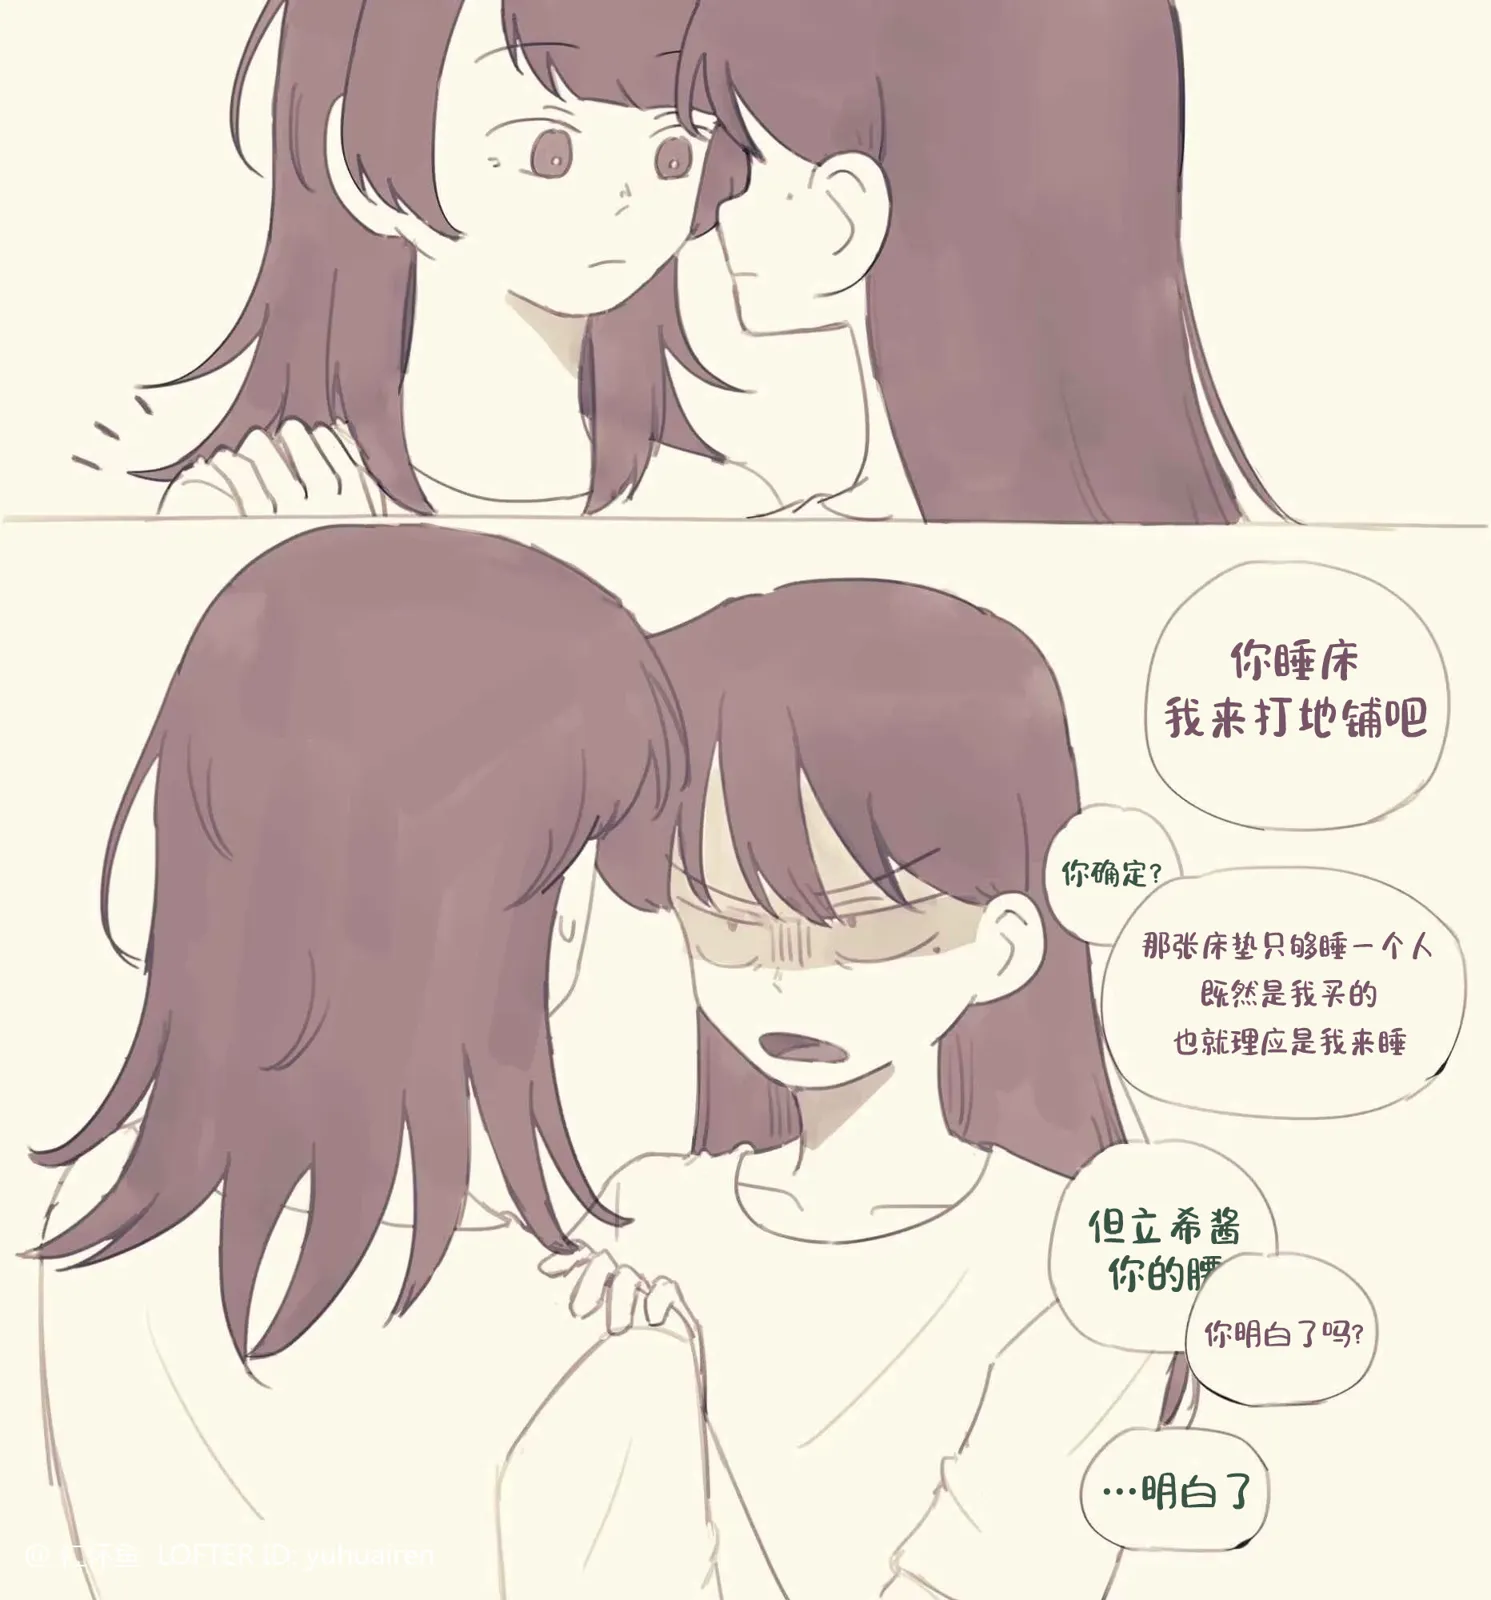 你睡床
我来打地铺吧
你确定?
那张床垫只够睡一个人
既然是我买的
也就理应是我来睡
但立希酱
你的腰
你明白了吗?
…明白了
LOFTER ID: yuhuairen